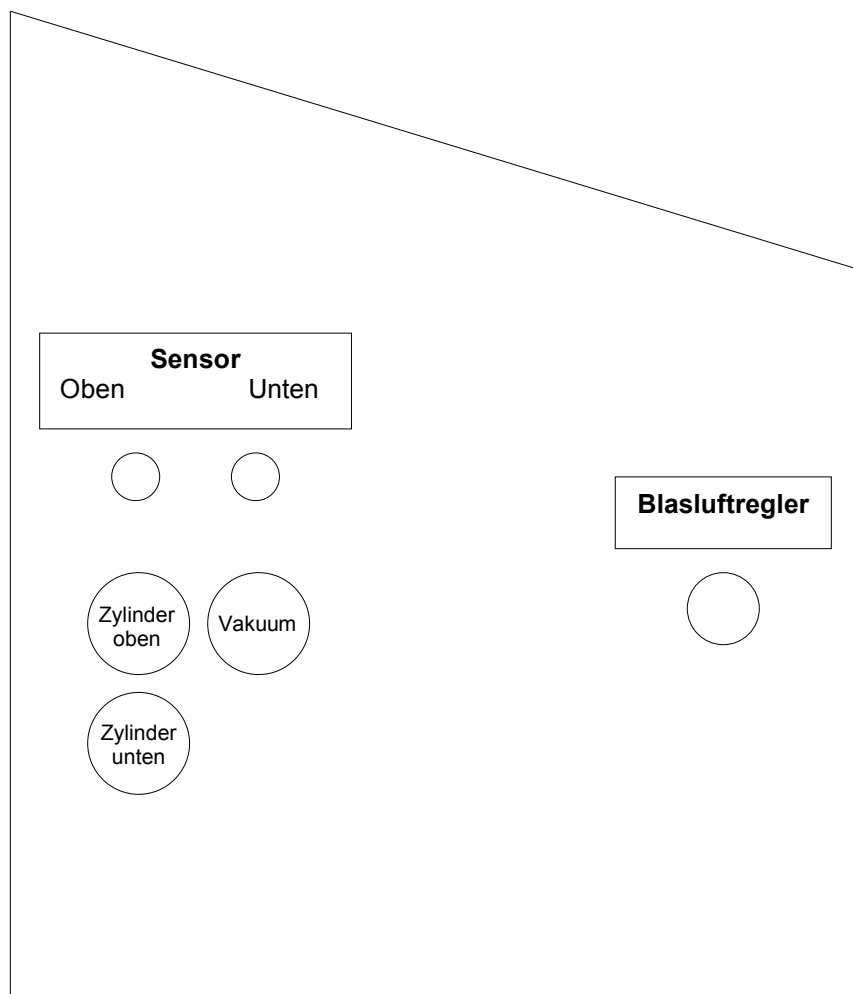 Sensor
Oben Unten
Blasluftregler
Zylinder
oben
Vakuum
Zylinder
unten